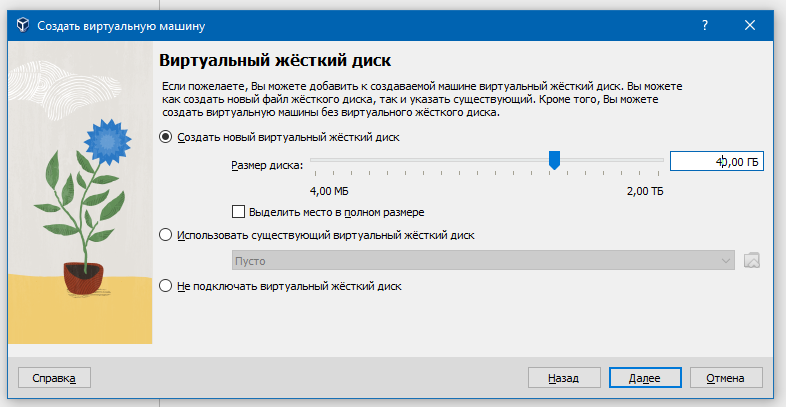 Создать виртуальную машину
Виртуальный жёсткий диск
Если пожелаете, Вы можете добавить к создаваемой машине виртуальный жёсткий диск. Вы можете
как создать новый файл жёсткого диска, так и указать существующий. Кроме того, Вы можете
создать виртуальную машины без виртуального жёсткого диска.
Создать новый виртуальный жёсткий диск
Размер диска:
40,00 ГБ
4,00 МБ
2,00 ТБ
Выделить место в полном размере
Использовать существующий виртуальный жёсткий диск
Пусто
Не подключать виртуальный жёсткий диск
Справка
Назад
Далее
Отмена